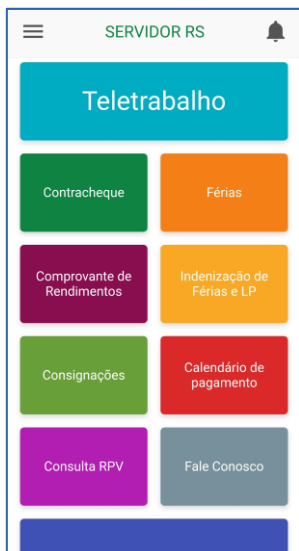 SERVIDOR RS
Teletrabalho
Contracheque
Férias
Comprovante de
Rendimentos
Indenização de
Férias e LP
Consignações
Calendário de
pagamento
Consulta RPV
Fale Conosco